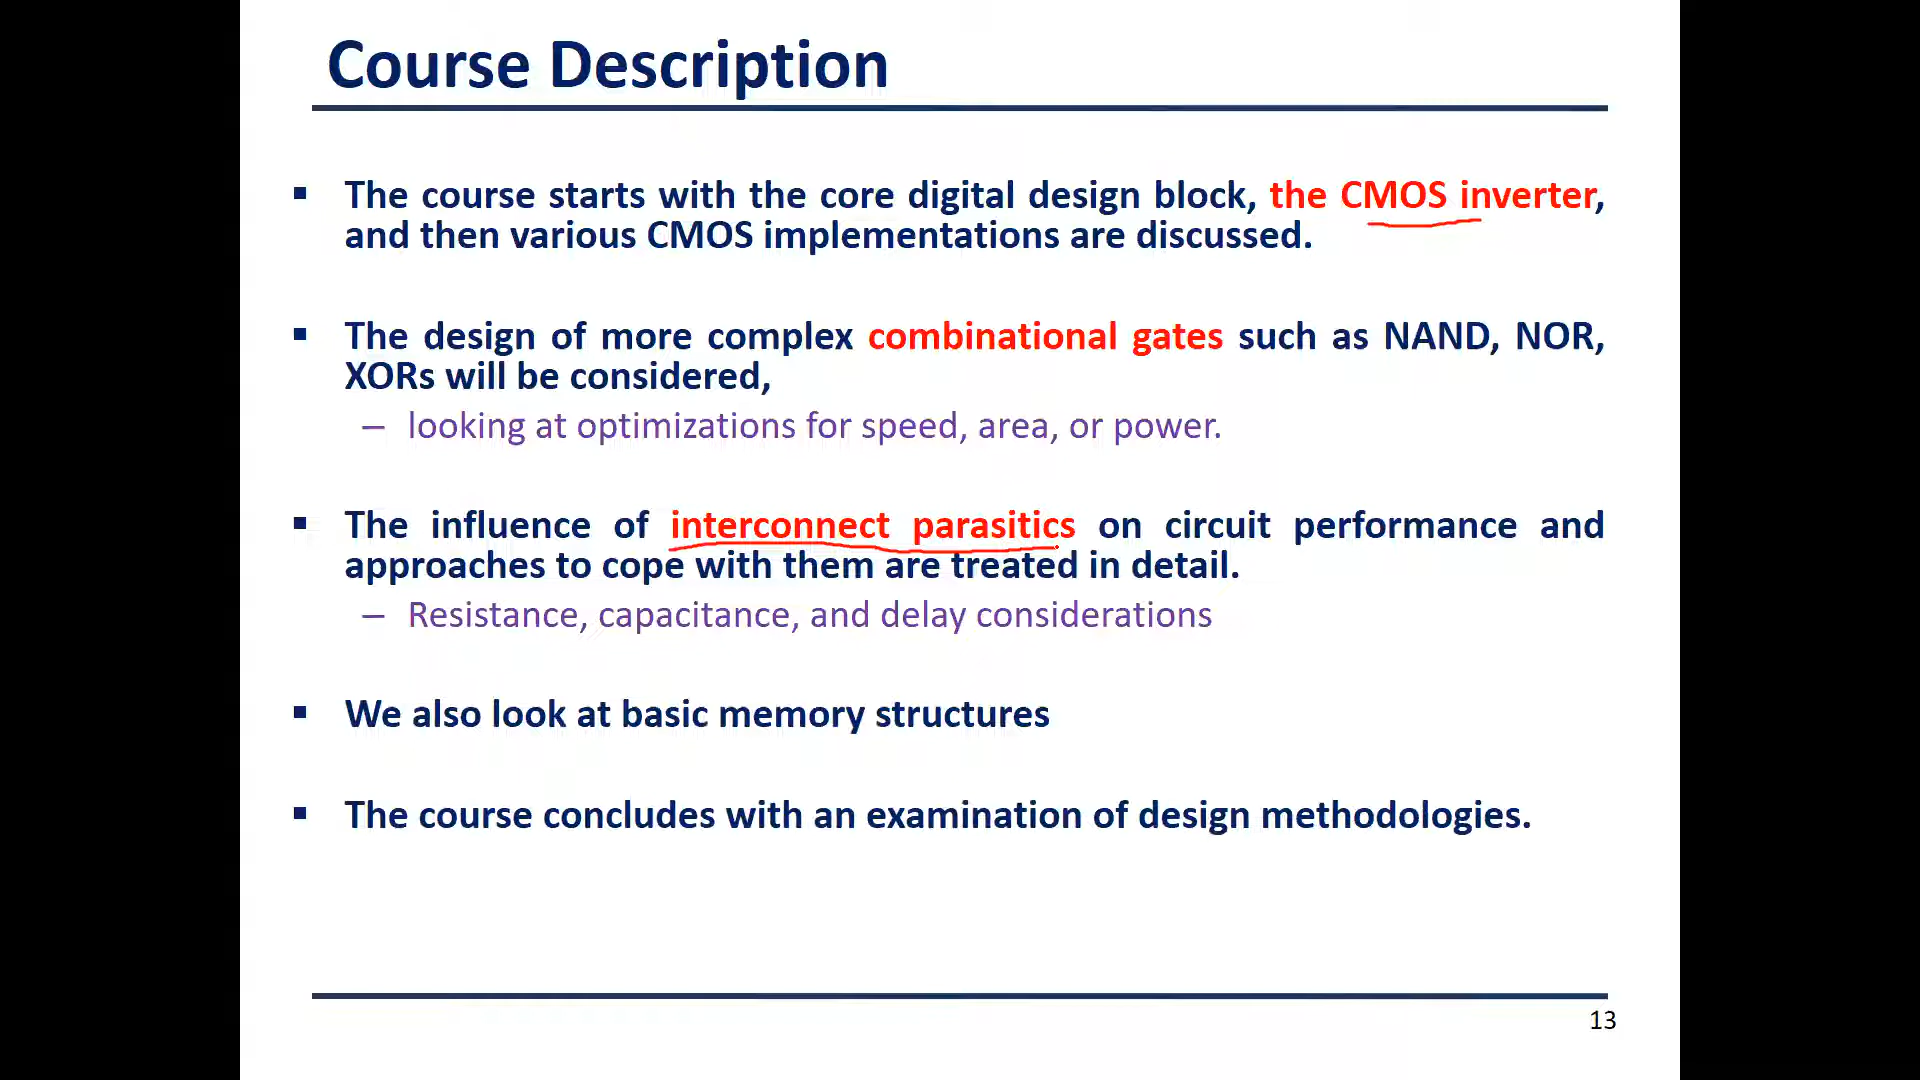 Course Description
▪ The course starts with the core digital design block, the CMOS inverter,
and then various CMOS implementations are discussed.
▪ The design of more complex combinational gates such as NAND, NOR,
XORs will be considered,
– looking at optimizations for speed, area, or power.
▪ The influence of interconnect parasitics on circuit performance and
approaches to cope with them are treated in detail.
– Resistance, capacitance, and delay considerations
▪ We also look at basic memory structures
▪ The course concludes with an examination of design methodologies.
13